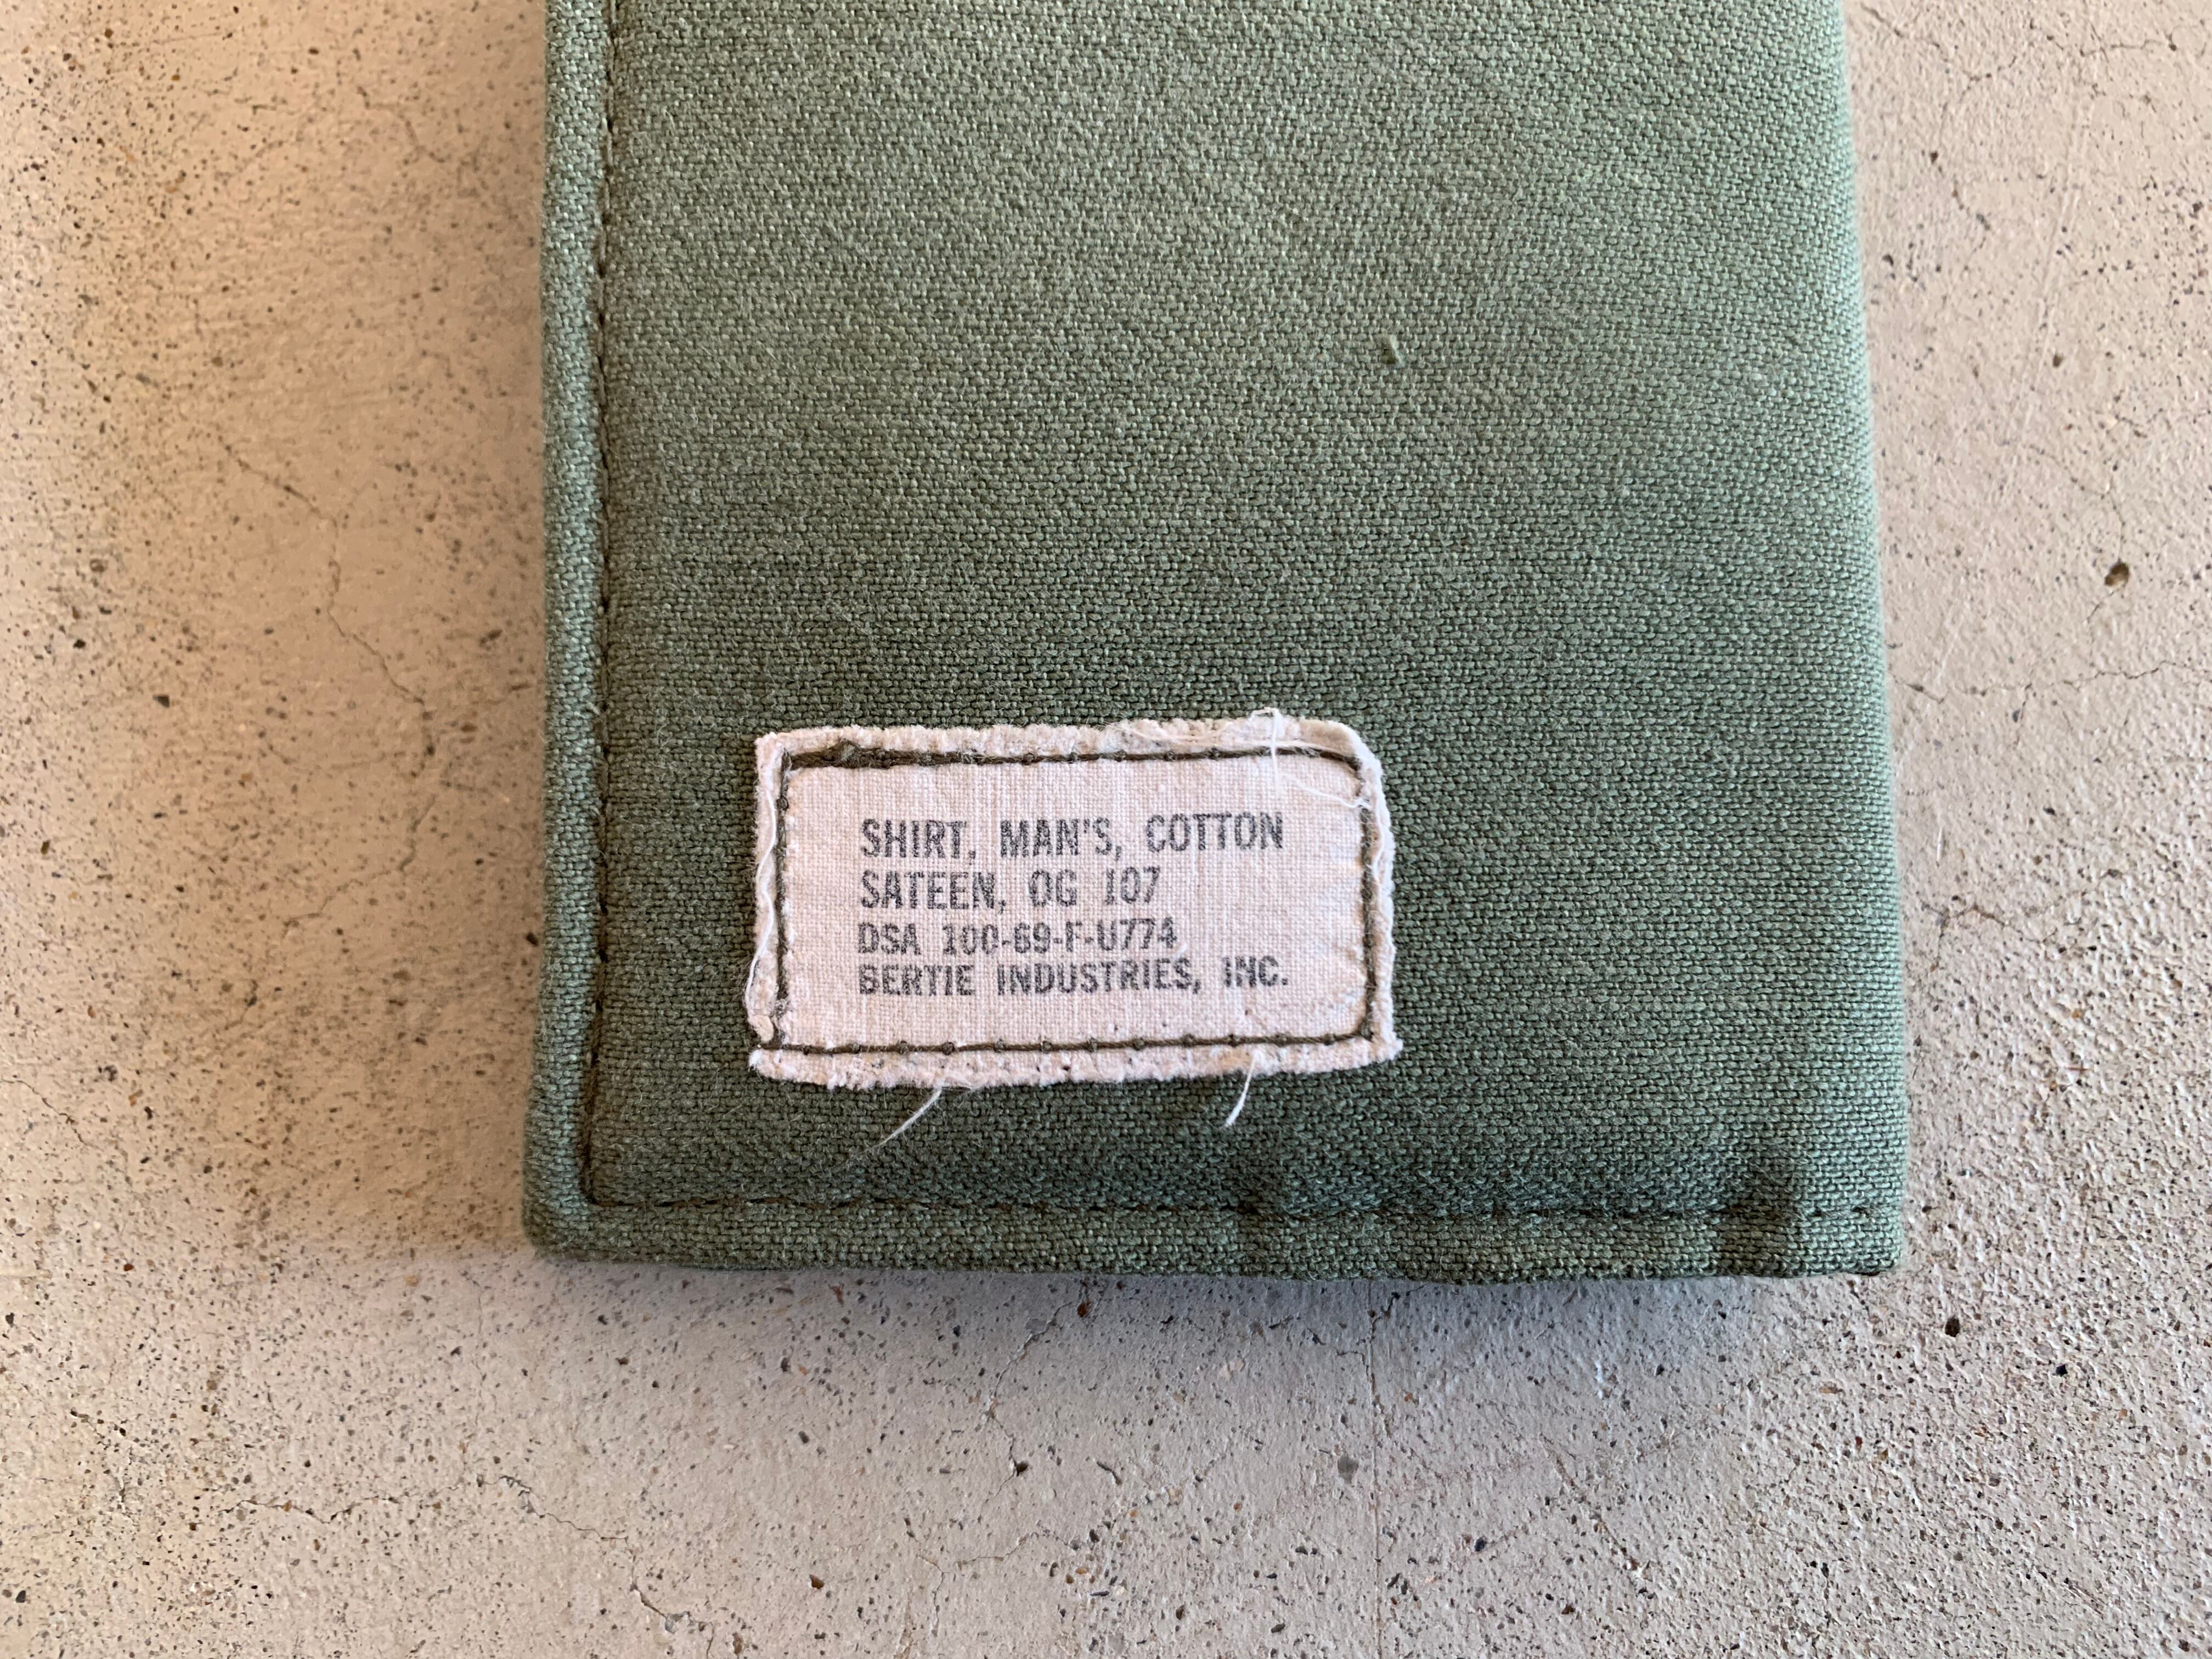 SHIRT, MAN'S, COTTON
SATEEN, OG 107
DSA 100-69-F-U774
BERTIE INDUSTRIES, INC.